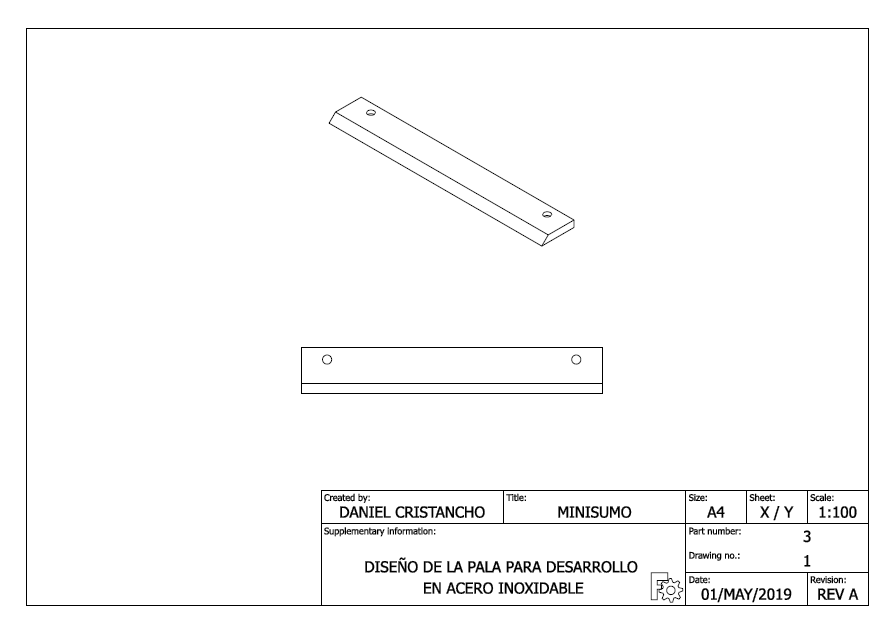 Created by:
DANIEL CRISTANCHO
Title:
MINISUMO
Size:
A4
Sheet:
X / Y
Scale:
1:100
Supplementary information:
DISEÑO DE LA PALA PARA DESARROLLO
EN ACERO INOXIDABLE
Part number:
3
Drawing no.:
1
Date:
01/MAY/2019
Revision:
REV A